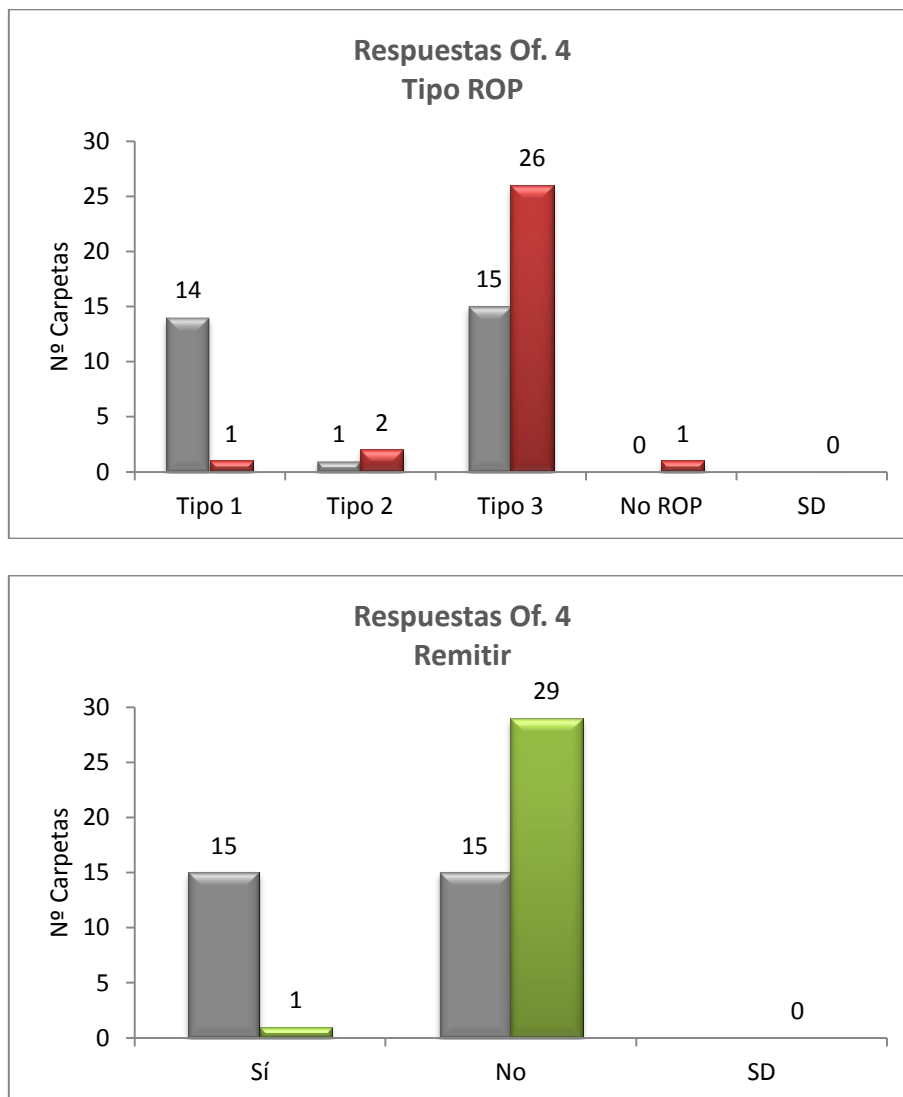 Respuestas Of. 4
Tipo ROP
Nº Carpetas
30
25
20
15
10
5
0
14
1
1
2
15
26
0
1
0
Tipo 1
Tipo 2
Tipo 3
No ROP
SD
Respuestas Of. 4
Remitir
Nº Carpetas
30
25
20
15
10
5
0
15
1
15
29
0
Sí
No
SD